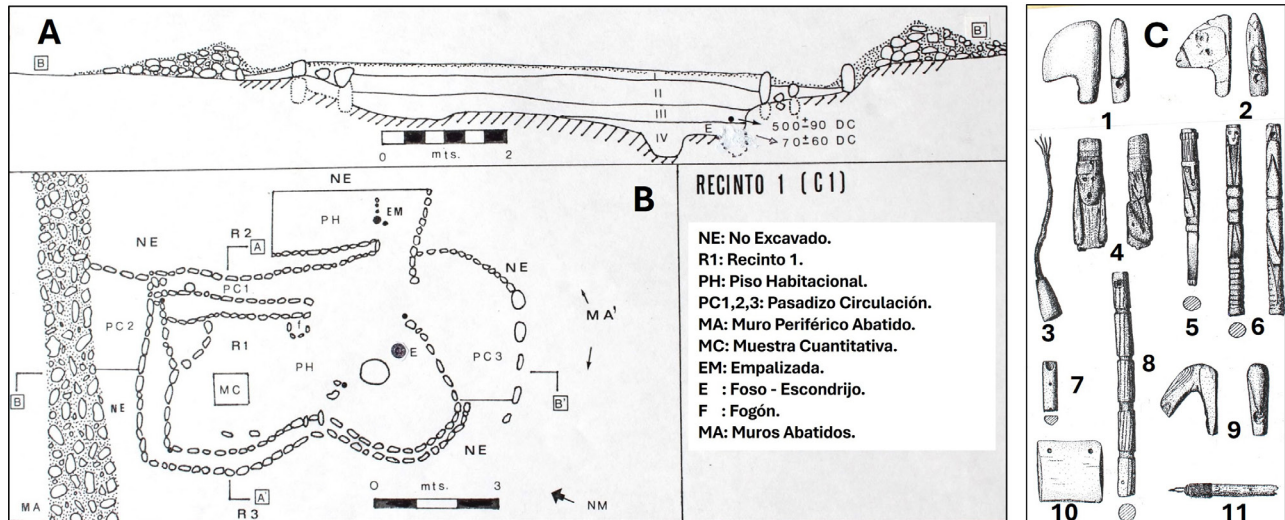 A
B
B'
I
II
III
IV
E
500±90 DC
70±60 DC
0 mts. 2
B
NE
PH
EM
NE
R2
A
NE
PC1
PC2
R1
f
MA'
PH
E
PC3
MC
B
B'
NE
NE
A'
R3
MA
0 mts. 3
NM
RECINTO 1 (C1)
NE: No Excavado.
R1: Recinto 1.
PH: Piso Habitacional.
PC1,2,3: Pasadizo Circulación.
MA: Muro Periférico Abatido.
MC: Muestra Cuantitativa.
EM: Empalizada.
E : Foso - Escondrijo.
F : Fogón.
MA: Muros Abatidos.
C
1
2
3
4
5
6
7
8
9
10
11